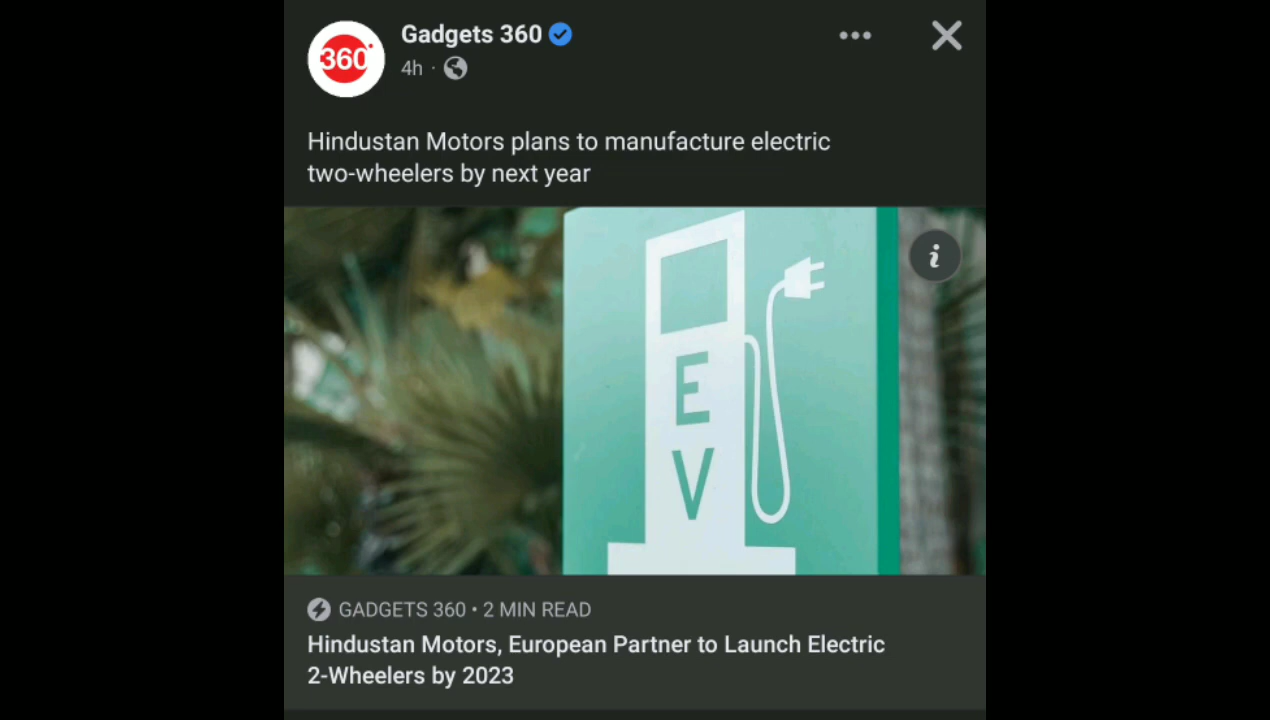 360
Gadgets 360
4h ·
Hindustan Motors plans to manufacture electric
two-wheelers by next year
i
E
V
GADGETS 360 • 2 MIN READ
Hindustan Motors, European Partner to Launch Electric
2-Wheelers by 2023